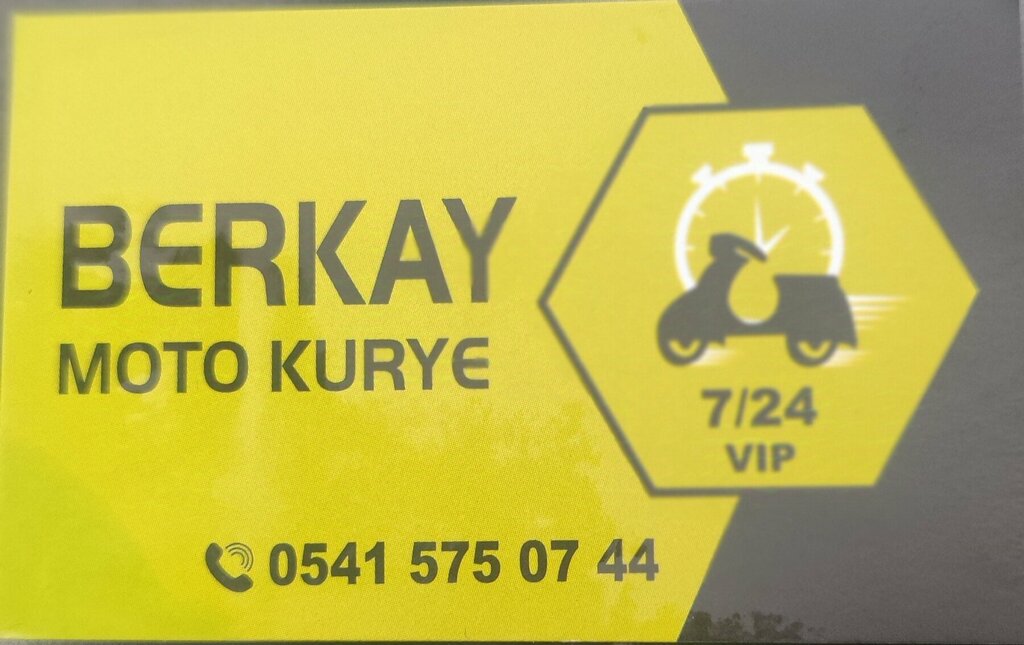 BERKAY
MOTO KURYE
7/24
VIP
0541 575 07 44